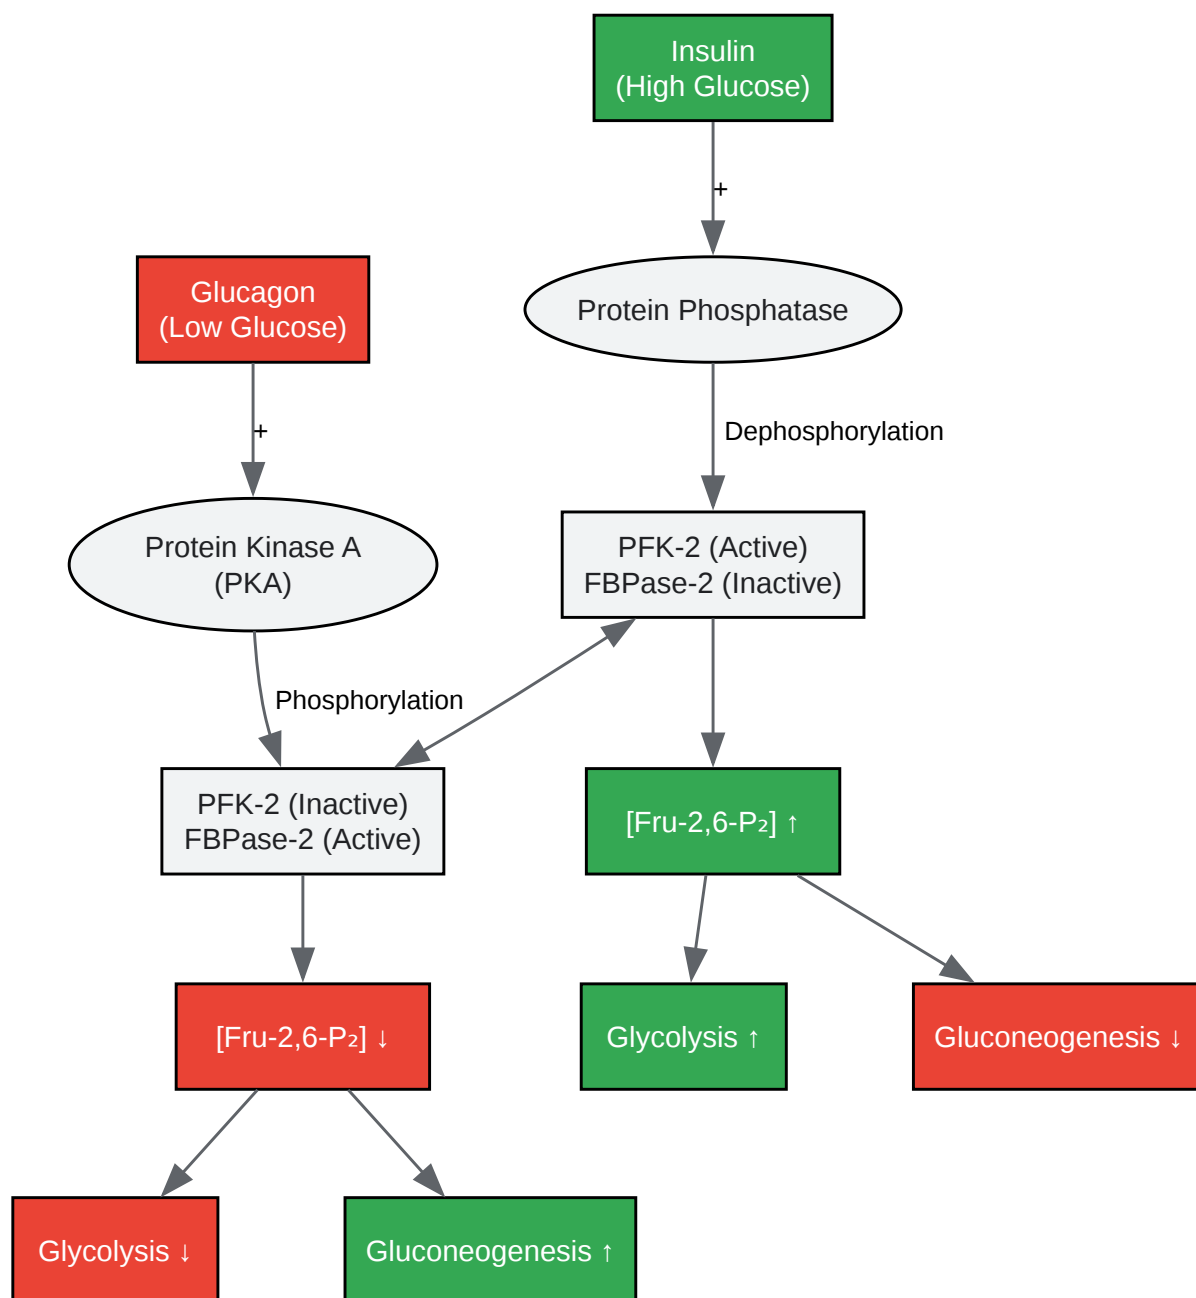 Insulin
(High Glucose)
+
Glucagon
(Low Glucose)
Protein Phosphatase
+
Dephosphorylation
Protein Kinase A
(PKA)
PFK-2 (Active)
FBPase-2 (Inactive)
Phosphorylation
PFK-2 (Inactive)
FBPase-2 (Active)
[Fru-2,6-P₂] ↑
[Fru-2,6-P₂] ↓
Glycolysis ↑
Gluconeogenesis ↓
Glycolysis ↓
Gluconeogenesis ↑